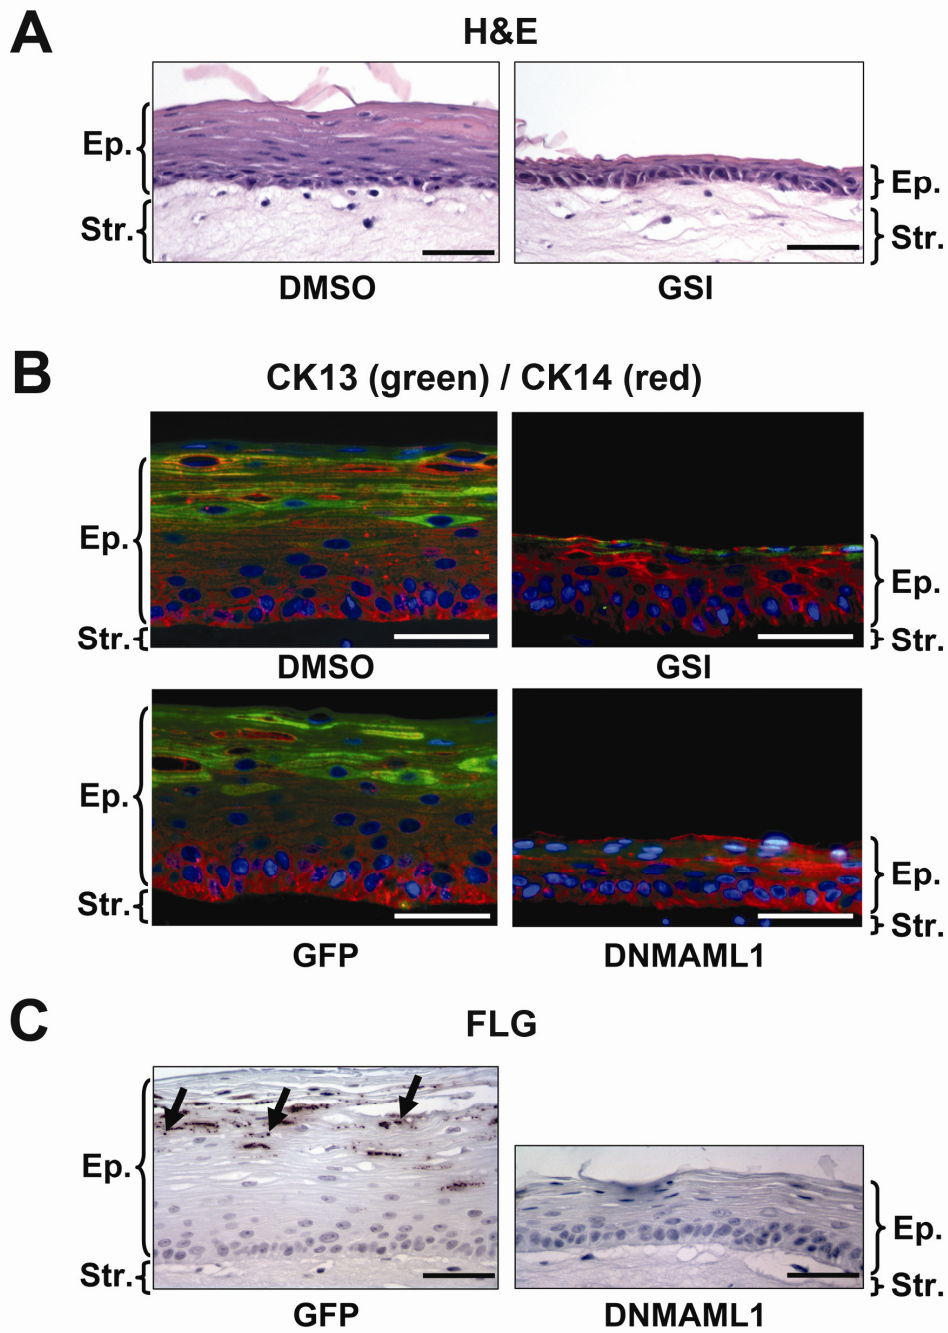 A
H&E
Ep.
Str.
Ep.
Str.
DMSO
GSI
B
CK13 (green) / CK14 (red)
Ep.
Str.
Ep.
Str.
DMSO
GSI
Ep.
Str.
Ep.
Str.
GFP
DNMAML1
C
FLG
Ep.
Str.
Ep.
Str.
GFP
DNMAML1